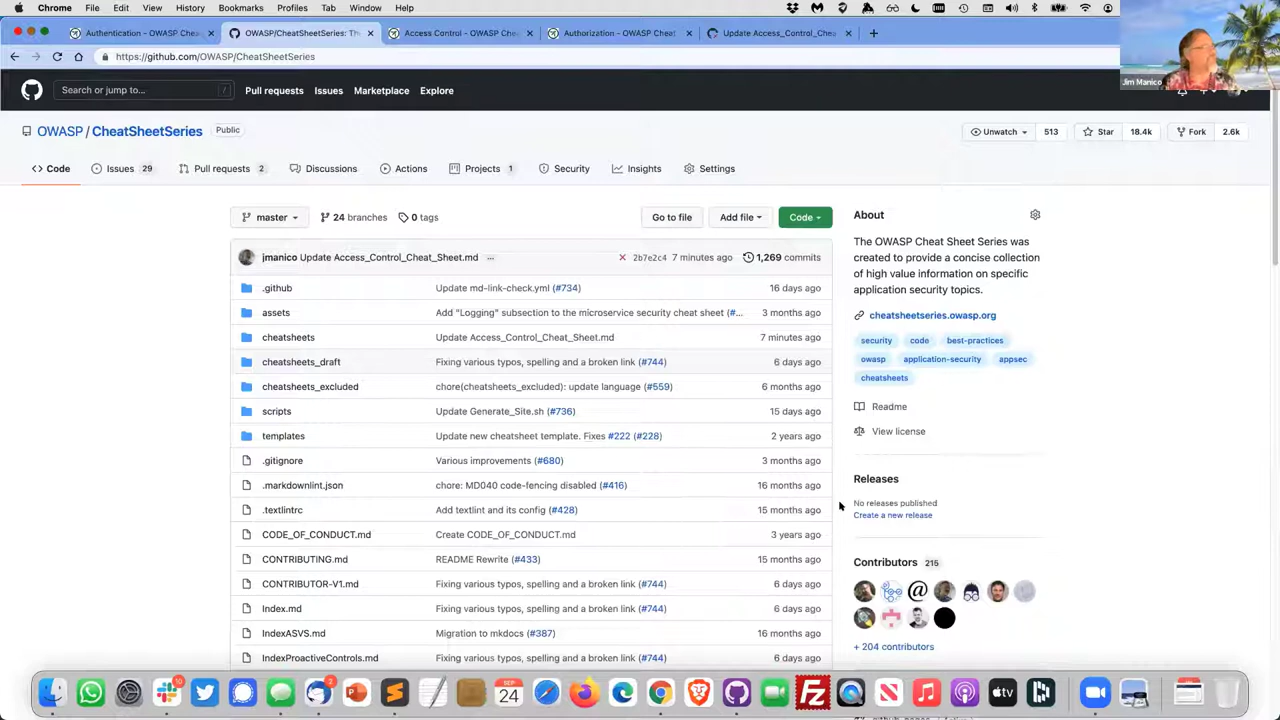 Chrome File Edit View History Bookmarks Profiles Tab Window Help
Authentication - OWASP Cheat
OWASP/CheatSheetSeries: Th
Access Control - OWASP Che
Authorization - OWASP Cheat
Update Access_Control_Chea
https://github.com/OWASP/CheatSheetSeries
Jim Manico
Search or jump to... /
Pull requests Issues Marketplace Explore
OWASP / CheatSheetSeries Public
Unwatch 513 Star 18.4k Fork 2.6k
<> Code Issues 29 Pull requests 2 Discussions Actions Projects 1 Security Insights Settings
master 24 branches 0 tags Go to file Add file Code
jmanico Update Access_Control_Cheat_Sheet.md ... 2b7e2c4 7 minutes ago 1,269 commits
.github Update md-link-check.yml (#734) 16 days ago
assets Add "Logging" subsection to the microservice security cheat sheet (#... 3 months ago
cheatsheets Update Access_Control_Cheat_Sheet.md 7 minutes ago
cheatsheets_draft Fixing various typos, spelling and a broken link (#744) 6 days ago
cheatsheets_excluded chore(cheatsheets_excluded): update language (#559) 6 months ago
scripts Update Generate_Site.sh (#736) 15 days ago
templates Update new cheatsheet template. Fixes #222 (#228) 2 years ago
.gitignore Various improvements (#680) 3 months ago
.markdownlint.json chore: MD040 code-fencing disabled (#416) 16 months ago
.textlintrc Add textlint and its config (#428) 15 months ago
CODE_OF_CONDUCT.md Create CODE_OF_CONDUCT.md 3 years ago
CONTRIBUTING.md README Rewrite (#433) 15 months ago
CONTRIBUTOR-V1.md Fixing various typos, spelling and a broken link (#744) 6 days ago
Index.md Fixing various typos, spelling and a broken link (#744) 6 days ago
IndexASVS.md Migration to mkdocs (#387) 16 months ago
IndexProactiveControls.md Fixing various typos, spelling and a broken link (#744) 6 days ago
About
The OWASP Cheat Sheet Series was
created to provide a concise collection
of high value information on specific
application security topics.
cheatsheetseries.owasp.org
security code best-practices
owasp application-security appsec
cheatsheets
Readme
View license
Releases
No releases published
Create a new release
Contributors 215
@
+ 204 contributors
SEP
24
Fz
tv